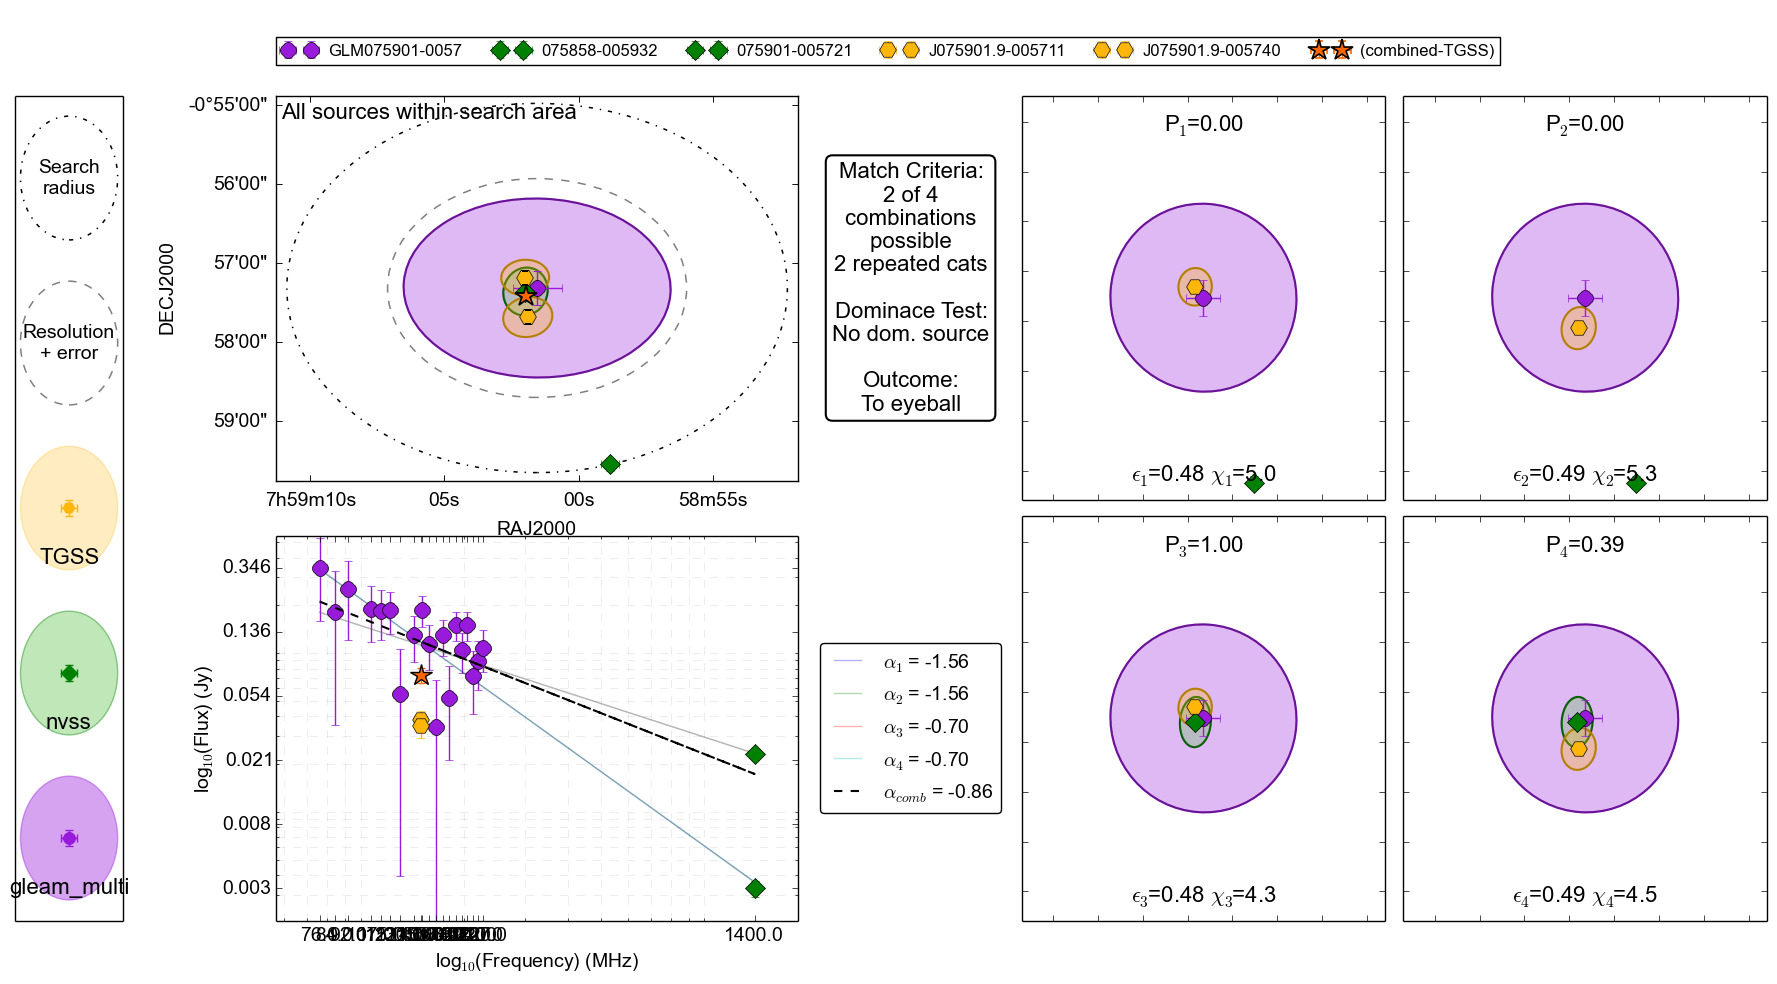 GLM075901-0057 075858-005932 075901-005721 J075901.9-005711 J075901.9-005740 (combined-TGSS)
Search
radius
Resolution
+ error
TGSS
nvss
gleam_multi
All sources within search area
-0°55'00"
56'00"
57'00"
58'00"
59'00"
DECJ2000
7h59m10s 05s 00s 58m55s
RAJ2000
Match Criteria:
2 of 4
combinations
possible
2 repeated cats
Dominace Test:
No dom. source
Outcome:
To eyeball
P1=0.00
ϵ1=0.48 χ1=5.0
P2=0.00
ϵ2=0.49 χ2=5.3
0.346
0.136
0.054
0.021
0.008
0.003
log10(Flux) (Jy)
1400.0
log10(Frequency) (MHz)
α1 = -1.56
α2 = -1.56
α3 = -0.70
α4 = -0.70
αcomb = -0.86
P3=1.00
ϵ3=0.48 χ3=4.3
P4=0.39
ϵ4=0.49 χ4=4.5